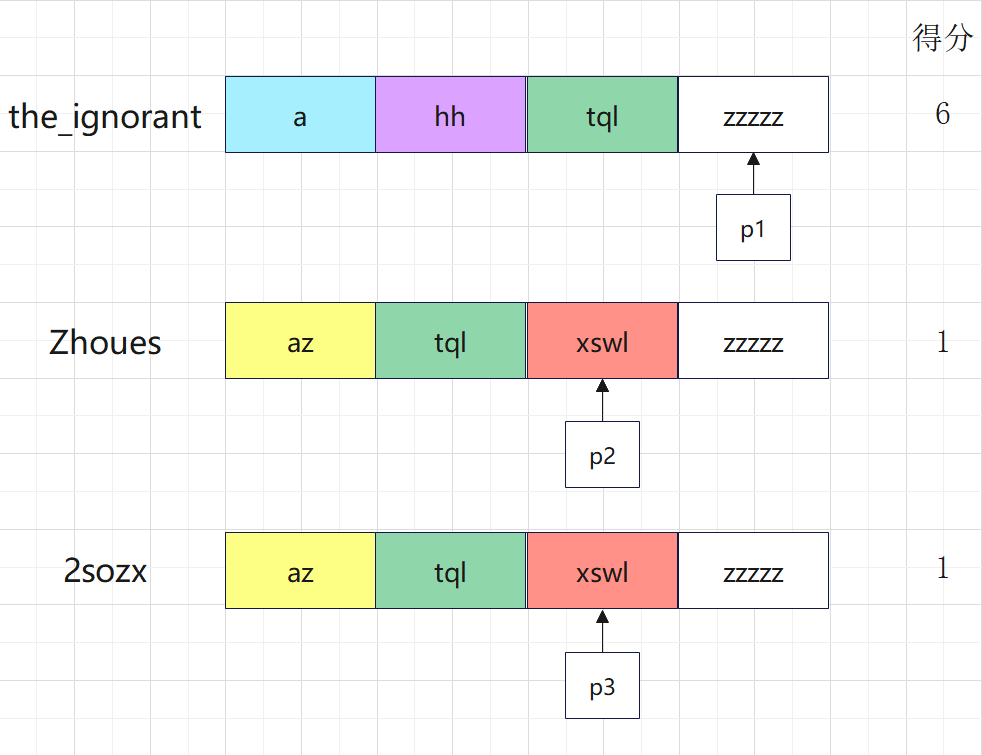 得分
the_ignorant a hh tql zzzzz 6
p1
Zhoues az tql xswl zzzzz 1
p2
2sozx az tql xswl zzzzz 1
p3